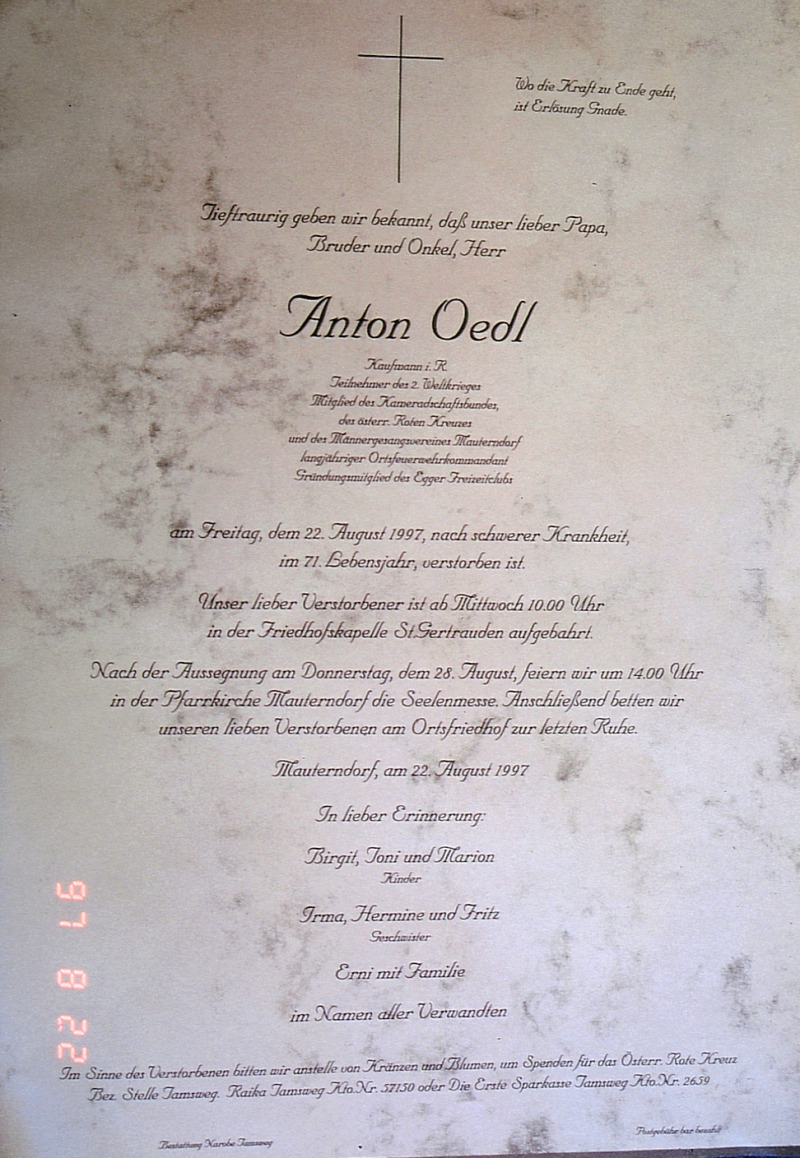 Wo die Kraft zu Ende geht,
ist Erlösung Gnade.
Tieftraurig geben wir bekannt, daß unser lieber Papa,
Bruder und Onkel, Herr
Anton Oedl
Kaufmann i. R.
Teilnehmer des 2. Weltkrieges
Mitglied des Kameradschaftsbundes,
des österr. Roten Kreuzes
und des Männergesangsvereines Mauterndorf
langjähriger Ortsfeuerwehrkommandant
Gründungsmitglied des Egger Freizeitclubs
am Freitag, dem 22. August 1997, nach schwerer Krankheit,
im 71. Lebensjahr, verstorben ist.
Unser lieber Verstorbener ist ab Mittwoch 10.00 Uhr
in der Friedhofskapelle St.Gertrauden aufgebahrt.
Nach der Aussegnung am Donnerstag, dem 28. August, feiern wir um 14.00 Uhr
in der Pfarrkirche Mauterndorf die Seelenmesse. Anschließend betten wir
unseren lieben Verstorbenen am Ortsfriedhof zur letzten Ruhe.
Mauterndorf, am 22. August 1997
In lieber Erinnerung:
Birgit, Toni und Marion
Kinder
Irma, Hermine und Fritz
Geschwister
Erni mit Familie
im Namen aller Verwandten
Im Sinne des Verstorbenen bitten wir anstelle von Kränzen und Blumen, um Spenden für das Österr. Rote Kreuz
Bez. Stelle Tamsweg. Raika Tamsweg Kto.Nr. 57150 oder Die Erste Sparkasse Tamsweg Kto.Nr. 2659
Postgebühr bar bezahlt
Bestattung Karobe Tamsweg
22 8 97